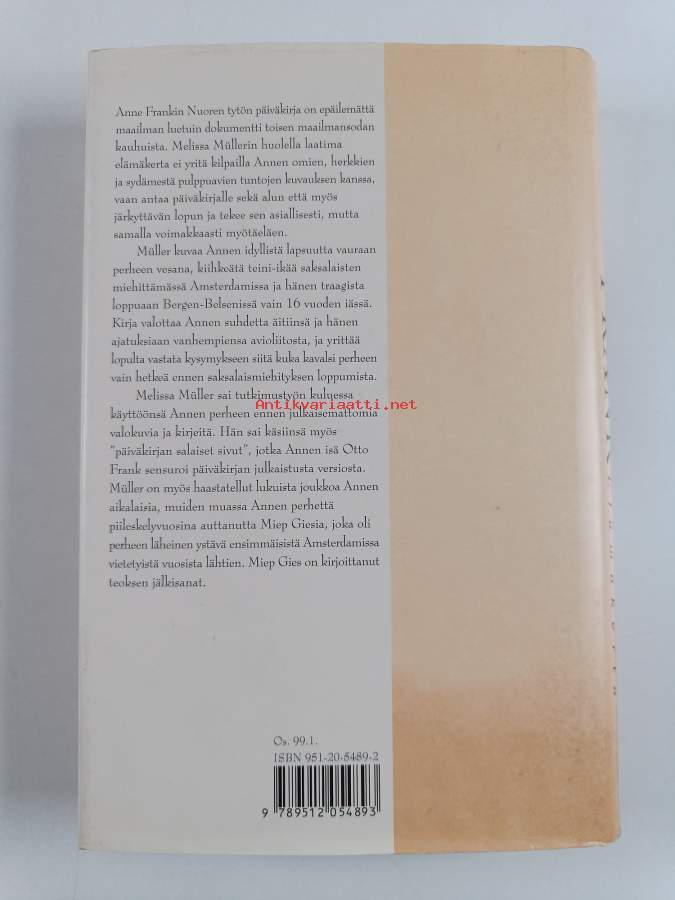 Anne Frankin Nuoren tytön päiväkirja on epäilemättä
maailman luetuin dokumentti toisen maailmansodan
kauhuista. Melissa Müllerin huolella laatima
elämäkerta ei yritä kilpailla Annen omien, herkkien
ja sydämestä pulppuavien tuntojen kuvauksen kanssa,
vaan antaa päiväkirjalle sekä alun että myös
järkyttävän lopun ja tekee sen asiallisesti, mutta
samalla voimakkaasti myötäeläen.
Müller kuvaa Annen idyllistä lapsuutta vauraan
perheen vesana, kiihkeätä teini-ikää saksalaisten
miehittämässä Amsterdamissa ja hänen traagista
loppuaan Bergen-Belsenissä vain 16 vuoden iässä.
Kirja valottaa Annen suhdetta äitiinsä ja hänen
ajatuksiaan vanhempiensa avioliitosta, ja yrittää
lopulta vastata kysymykseen siitä kuka kavalsi perheen
vain hetkeä ennen saksalaismiehityksen loppumista.
Melissa Müller sai tutkimustyön kuluessa
käyttöönsä Annen perheen ennen julkaisemattomia
Antikvariaatti.net
valokuvia ja kirjeitä. Hän sai käsiinsä myös
"päiväkirjan salaiset sivut", jotka Annen isä Otto
Frank sensuroi päiväkirjan julkaistusta versiosta.
Müller on myös haastatellut lukuista joukkoa Annen
aikalaisia, muiden muassa Annen perhettä
piileskelyvuosina auttanutta Miep Giesia, joka oli
perheen läheinen ystävä ensimmäisistä Amsterdamissa
vietetyistä vuosista lähtien. Miep Gies on kirjoittanut
teoksen jälkisanat.
Os. 99.1.
ISBN 951-20-5489-2
9 789512 054893